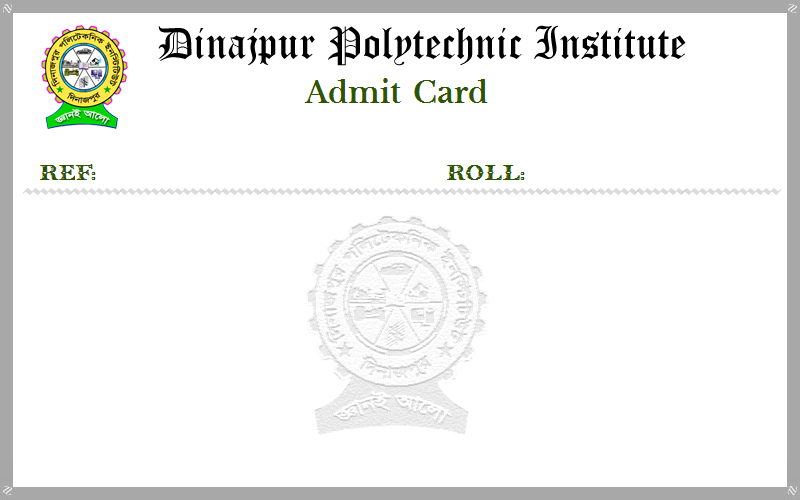 Dinajpur Polytechnic Institute
Admit Card
দিনাজপুর পলিটেকনিক ইনস্টিটিউট
দিনাজপুর
জ্ঞানই আলো
REF:
ROLL:
দিনাজপুর পলিটেকনিক ইনস্টিটিউট
দিনাজপুর
জ্ঞানই আলো